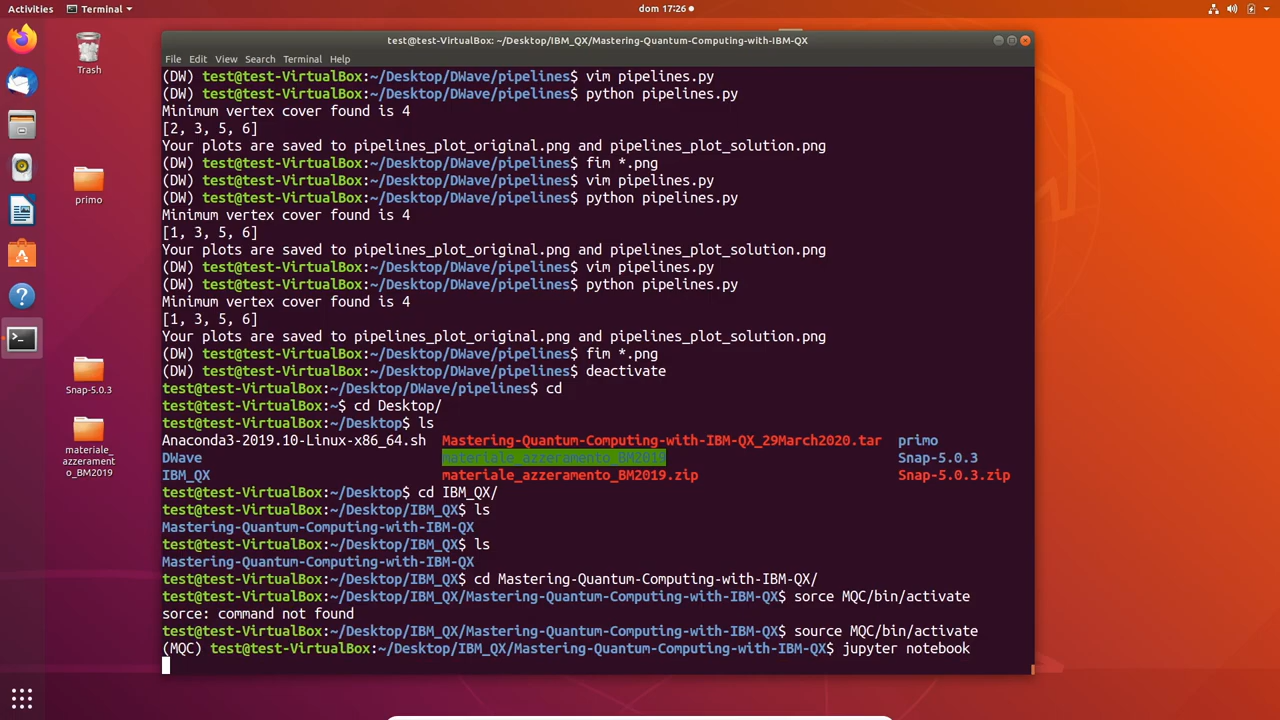 Activities
Terminal
dom 17:26
test@test-VirtualBox: ~/Desktop/IBM_QX/Mastering-Quantum-Computing-with-IBM-QX
File Edit View Search Terminal Help
Trash
primo
Snap-5.0.3
materiale_
azzerament
o_BM2019
(DW) test@test-VirtualBox:~/Desktop/DWave/pipelines$ vim pipelines.py
(DW) test@test-VirtualBox:~/Desktop/DWave/pipelines$ python pipelines.py
Minimum vertex cover found is 4
[2, 3, 5, 6]
Your plots are saved to pipelines_plot_original.png and pipelines_plot_solution.png
(DW) test@test-VirtualBox:~/Desktop/DWave/pipelines$ fim *.png
(DW) test@test-VirtualBox:~/Desktop/DWave/pipelines$ vim pipelines.py
(DW) test@test-VirtualBox:~/Desktop/DWave/pipelines$ python pipelines.py
Minimum vertex cover found is 4
[1, 3, 5, 6]
Your plots are saved to pipelines_plot_original.png and pipelines_plot_solution.png
(DW) test@test-VirtualBox:~/Desktop/DWave/pipelines$ vim pipelines.py
(DW) test@test-VirtualBox:~/Desktop/DWave/pipelines$ python pipelines.py
Minimum vertex cover found is 4
[1, 3, 5, 6]
Your plots are saved to pipelines_plot_original.png and pipelines_plot_solution.png
(DW) test@test-VirtualBox:~/Desktop/DWave/pipelines$ fim *.png
(DW) test@test-VirtualBox:~/Desktop/DWave/pipelines$ deactivate
test@test-VirtualBox:~/Desktop/DWave/pipelines$ cd
test@test-VirtualBox:~$ cd Desktop/
test@test-VirtualBox:~/Desktop$ ls
Anaconda3-2019.10-Linux-x86_64.sh Mastering-Quantum-Computing-with-IBM-QX_29March2020.tar primo
DWave materiale_azzeramento_BM2019 Snap-5.0.3
IBM_QX materiale_azzeramento_BM2019.zip Snap-5.0.3.zip
test@test-VirtualBox:~/Desktop$ cd IBM_QX/
test@test-VirtualBox:~/Desktop/IBM_QX$ ls
Mastering-Quantum-Computing-with-IBM-QX
test@test-VirtualBox:~/Desktop/IBM_QX$ ls
Mastering-Quantum-Computing-with-IBM-QX
test@test-VirtualBox:~/Desktop/IBM_QX$ cd Mastering-Quantum-Computing-with-IBM-QX/
test@test-VirtualBox:~/Desktop/IBM_QX/Mastering-Quantum-Computing-with-IBM-QX$ sorce MQC/bin/activate
sorce: command not found
test@test-VirtualBox:~/Desktop/IBM_QX/Mastering-Quantum-Computing-with-IBM-QX$ source MQC/bin/activate
(MQC) test@test-VirtualBox:~/Desktop/IBM_QX/Mastering-Quantum-Computing-with-IBM-QX$ jupyter notebook